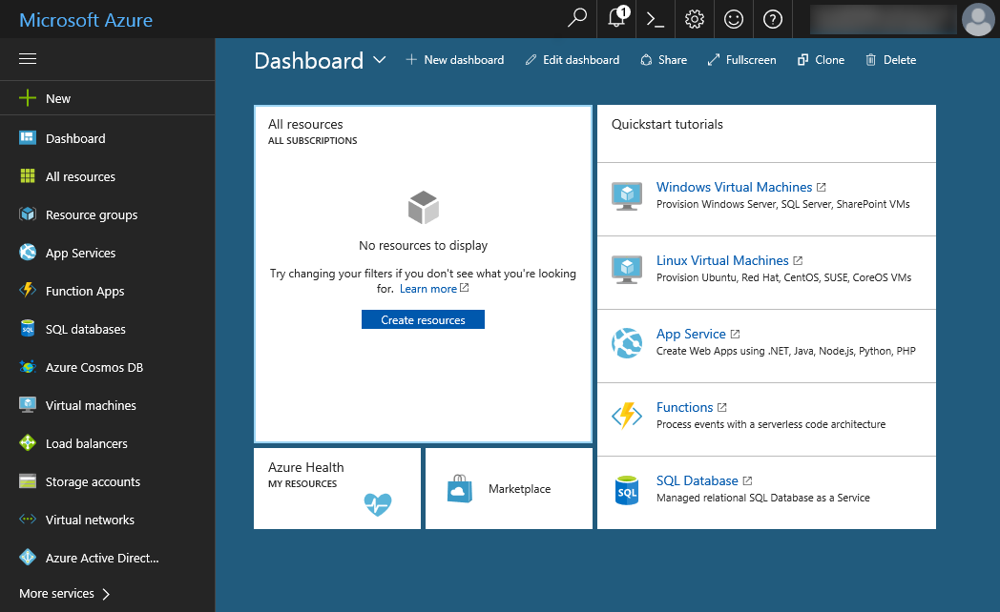 Microsoft Azure
1
New
Dashboard
All resources
Resource groups
App Services
Function Apps
SQL databases
Azure Cosmos DB
Virtual machines
Load balancers
Storage accounts
Virtual networks
Azure Active Direct...
More services
Dashboard
New dashboard
Edit dashboard
Share
Fullscreen
Clone
Delete
All resources
ALL SUBSCRIPTIONS
No resources to display
Try changing your filters if you don't see what you're looking
for. Learn more
Create resources
Azure Health
MY RESOURCES
Marketplace
Quickstart tutorials
Windows Virtual Machines
Provision Windows Server, SQL Server, SharePoint VMs
Linux Virtual Machines
Provision Ubuntu, Red Hat, CentOS, SUSE, CoreOS VMs
App Service
Create Web Apps using .NET, Java, Node.js, Python, PHP
Functions
Process events with a serverless code architecture
SQL
SQL Database
Managed relational SQL Database as a Service